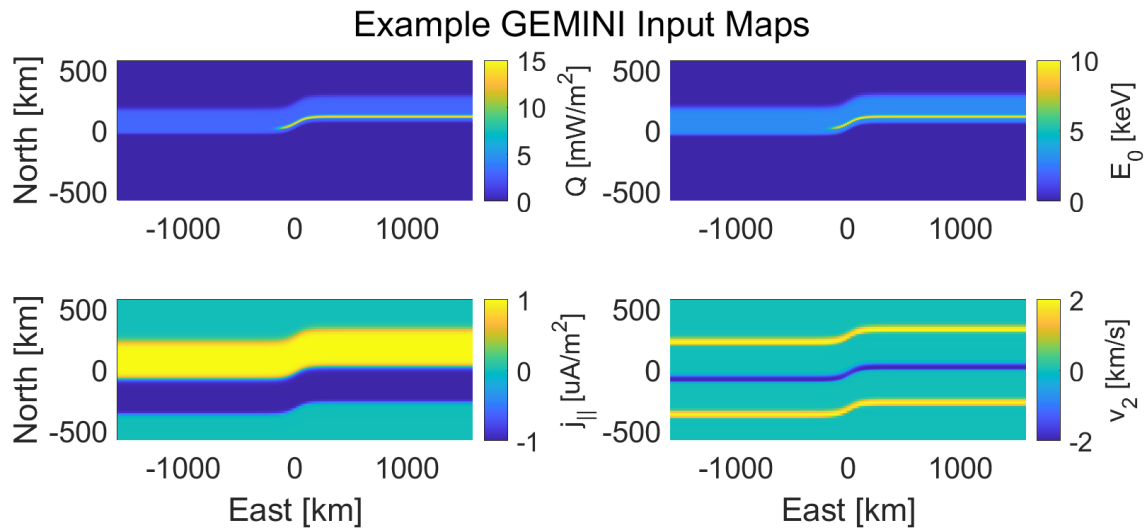 Example GEMINI Input Maps
North [km]
500
0
-500
-1000 0 1000
15
10
5
0
Q [mW/m²]
500
0
-500
-1000 0 1000
10
5
0
E₀ [keV]
North [km]
500
0
-500
-1000 0 1000
East [km]
1
0
-1
j|| [uA/m²]
500
0
-500
-1000 0 1000
East [km]
2
0
-2
v₂ [km/s]